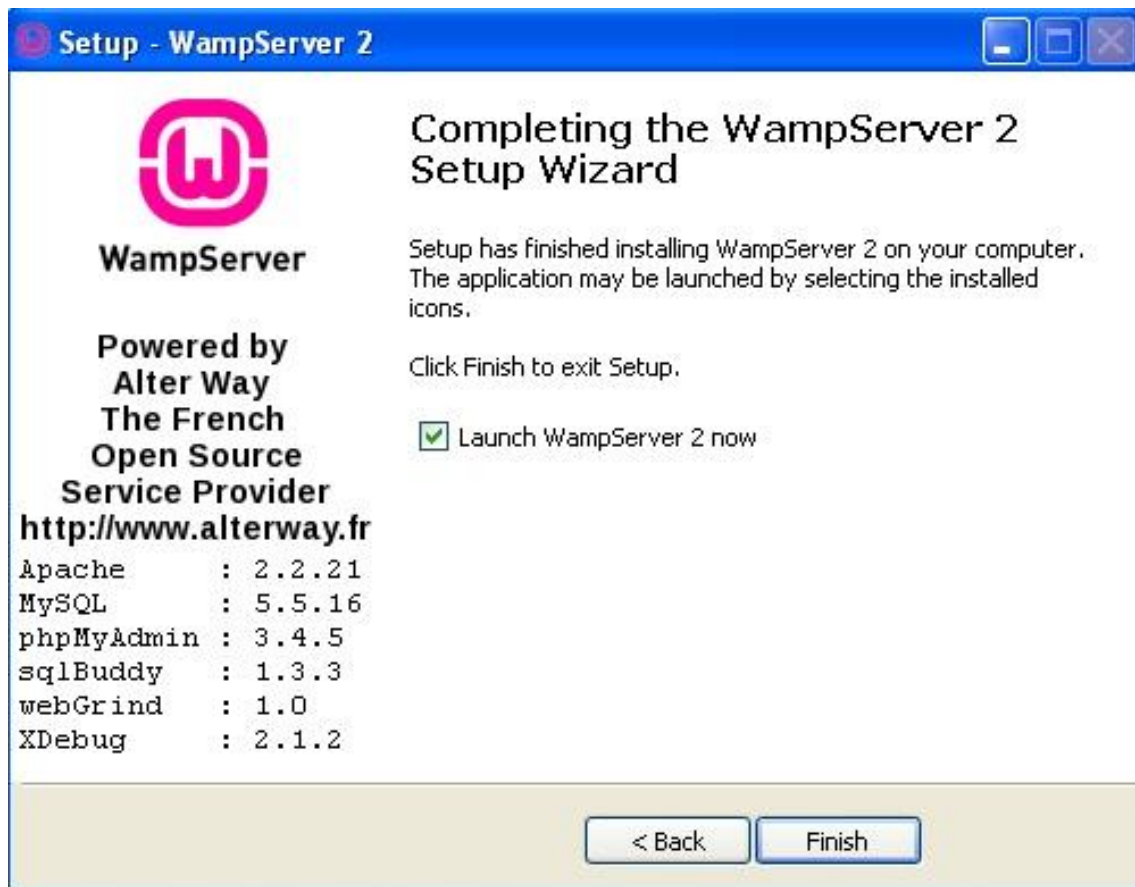 Setup - WampServer 2
WampServer
Powered by
Alter Way
The French
Open Source
Service Provider
http://www.alterway.fr
Apache : 2.2.21
MySQL : 5.5.16
phpMyAdmin : 3.4.5
sqlBuddy : 1.3.3
webGrind : 1.0
XDebug : 2.1.2
Completing the WampServer 2
Setup Wizard
Setup has finished installing WampServer 2 on your computer.
The application may be launched by selecting the installed
icons.
Click Finish to exit Setup.
Launch WampServer 2 now
< Back
Finish